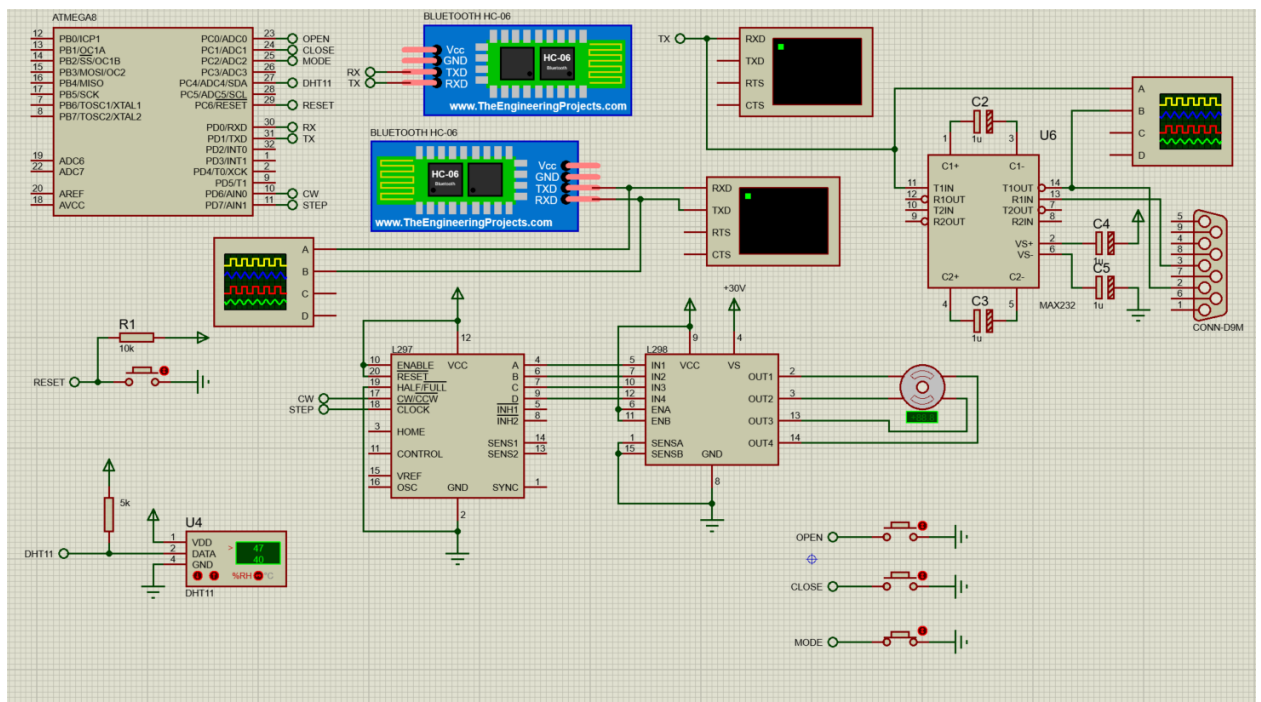 ATMEGA8
12 PB0/ICP1 PC0/ADC0 23 OPEN
13 PB1/OC1A PC1/ADC1 24 CLOSE
14 PB2/SS/OC1B PC2/ADC2 25 MODE
15 PB3/MOSI/OC2 PC3/ADC3 26
16 PB4/MISO PC4/ADC4/SDA 27 DHT11
17 PB5/SCK PC5/ADC5/SCL 28
7 PB6/TOSC1/XTAL1 PC6/RESET 29 RESET
8 PB7/TOSC2/XTAL2
PD0/RXD 30 RX
PD1/TXD 31 TX
PD2/INT0 32
19 ADC6 PD3/INT1 1
22 ADC7 PD4/T0/XCK 2
PD5/T1 9
20 AREF PD6/AIN0 10 CW
18 AVCC PD7/AIN1 11 STEP
BLUETOOTH HC-06
Vcc
GND
RX TXD
TX RXD
HC-06
www.TheEngineeringProjects.com
BLUETOOTH HC-06
HC-06
Bluetooth
Vcc
GND
TXD
RXD
www.TheEngineeringProjects.com
TX RXD
TXD
RTS
CTS
RXD
TXD
RTS
CTS
A
B
C
D
C2
1u
U6
1 3
C1+ C1-
11 T1IN T1OUT 14
12 R1OUT R1IN 13
10 T2IN T2OUT 7
9 R2OUT R2IN 8
VS+ 2
VS- 6
C2+ C2-
4 5
MAX232
C3
1u
C4
1u
C5
1u
5
9
4
8
3
7
2
6
1
CONN-D9M
A
B
C
D
R1
10k
RESET
L297
12
10 ENABLE VCC A 4
20 RESET B 6
19 HALF/FULL C 7
CW 17 CW/CCW D 9
STEP 18 CLOCK INH1 5
INH2 8
3 HOME
SENS1 14
11 CONTROL SENS2 13
15 VREF
16 OSC GND SYNC 1
2
+30V
L298
9 4
5 IN1 VCC VS
7 IN2 OUT1 2
10 IN3
12 IN4 OUT2 3
6 ENA
11 ENB OUT3 13
1 SENSA OUT4 14
15 SENSB GND
8
5k
U4
1 VDD
DHT11 2 DATA
4 GND
> 47
40
%RH °C
DHT11
OPEN
CLOSE
MODE